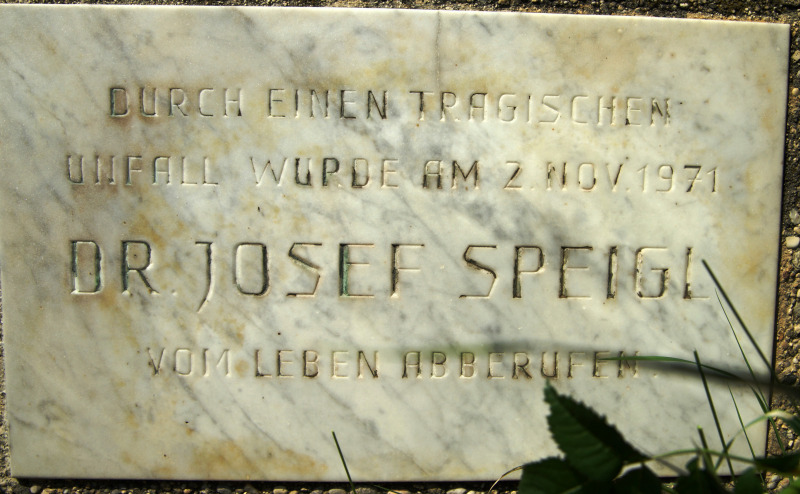 DURCH EINEN TRAGISCHEN
UNFALL WURDE AM 2. NOV. 1971
DR. JOSEF SPEIGL
VOM LEBEN ABBERUFEN.